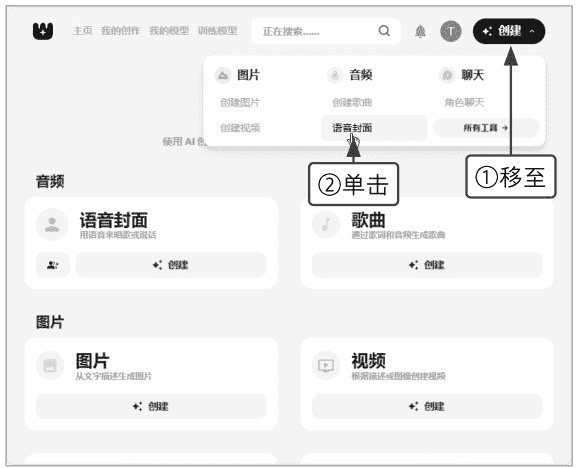 主页 我的创作 我的模型 训练模型 正在搜索...... T 创建
图片 音频 聊天
创建图片 创建歌曲 角色聊天
创建视频 语音封面 所有工具 →
使用 AI 创
②单击 ①移至
音频
语音封面 歌曲
用语音来唱歌或说话 通过歌词和音频生成歌曲
创建 创建
图片
图片 视频
从文字描述生成图片 根据描述或图像创建视频
创建 创建